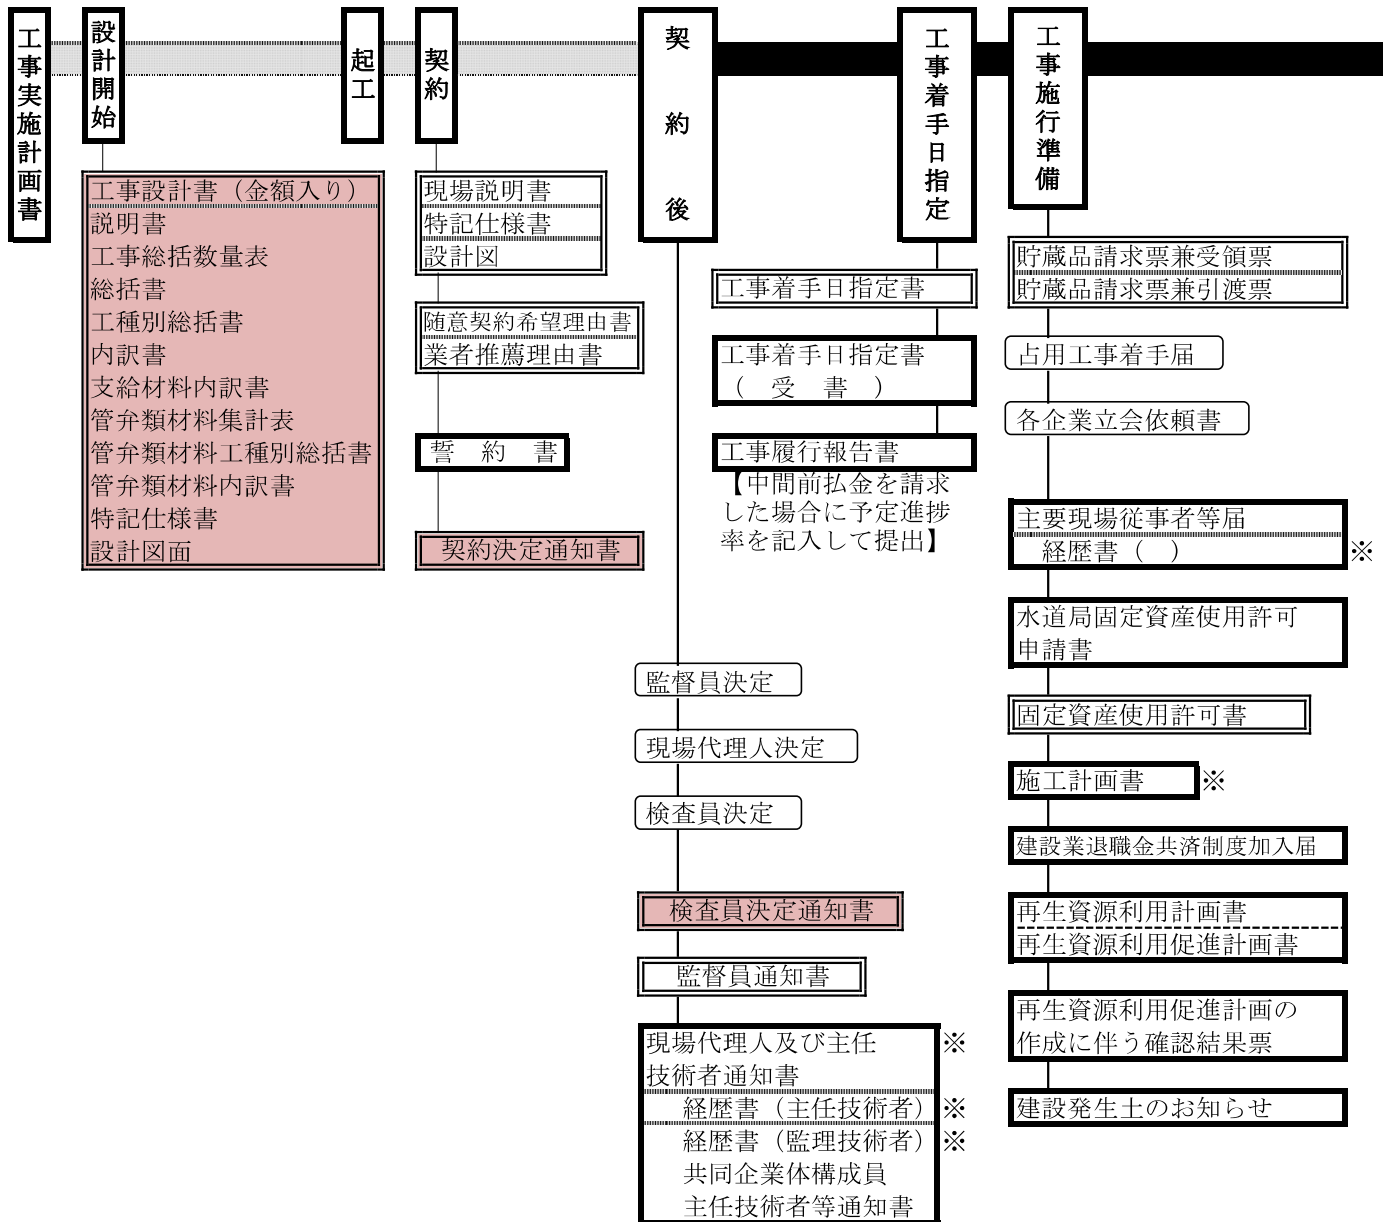 工事実施計画書
設計開始
起工
契約
契約後
工事着手日指定
工事施行準備
工事設計書（金額入り）
説明書
工事総括数量表
総括書
工種別総括書
内訳書
支給材料内訳書
管弁類材料集計表
管弁類材料工種別総括書
管弁類材料内訳書
特記仕様書
設計図面
現場説明書
特記仕様書
設計図
随意契約希望理由書
業者推薦理由書
誓　約　書
契約決定通知書
監督員決定
現場代理人決定
検査員決定
検査員決定通知書
監督員通知書
現場代理人及び主任 ※
技術者通知書
経歴書（主任技術者） ※
経歴書（監理技術者） ※
共同企業体構成員
主任技術者等通知書
工事着手日指定書
工事着手日指定書
（　受　書　）
工事履行報告書
【中間前払金を請求
した場合に予定進捗
率を記入して提出】
貯蔵品請求票兼受領票
貯蔵品請求票兼引渡票
占用工事着手届
各企業立会依頼書
主要現場従事者等届
経歴書（　） ※
水道局固定資産使用許可
申請書
固定資産使用許可書
施工計画書 ※
建設業退職金共済制度加入届
再生資源利用計画書
再生資源利用促進計画書
再生資源利用促進計画の
作成に伴う確認結果票
建設発生土のお知らせ